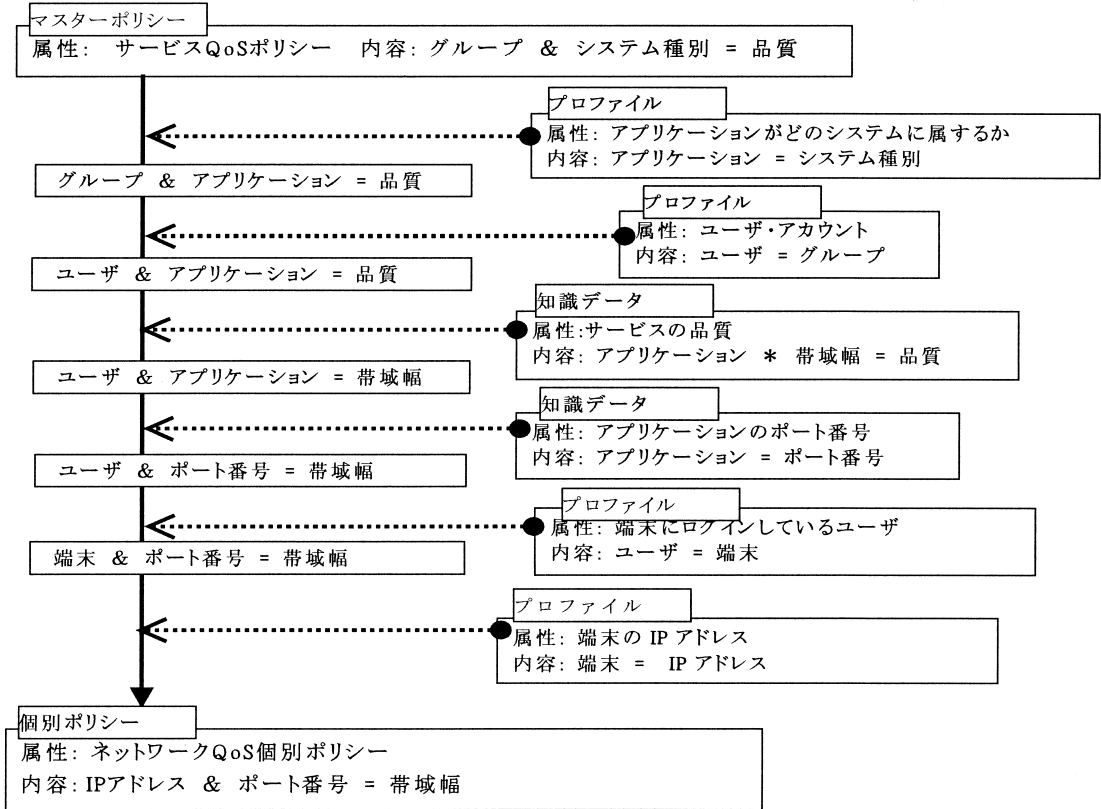 マスターポリシー
属性: サービスQoSポリシー 内容: グループ & システム種別 = 品質
プロファイル
属性: アプリケーションがどのシステムに属するか
内容: アプリケーション = システム種別
グループ & アプリケーション = 品質
プロファイル
属性: ユーザ・アカウント
内容: ユーザ = グループ
ユーザ & アプリケーション = 品質
知識データ
属性:サービスの品質
内容: アプリケーション * 帯域幅 = 品質
ユーザ & アプリケーション = 帯域幅
知識データ
属性: アプリケーションのポート番号
内容: アプリケーション = ポート番号
ユーザ & ポート番号 = 帯域幅
プロファイル
属性: 端末にログインしているユーザ
内容: ユーザ = 端末
端末 & ポート番号 = 帯域幅
プロファイル
属性: 端末の IP アドレス
内容: 端末 = IP アドレス
個別ポリシー
属性: ネットワークQoS個別ポリシー
内容: IPアドレス & ポート番号 = 帯域幅